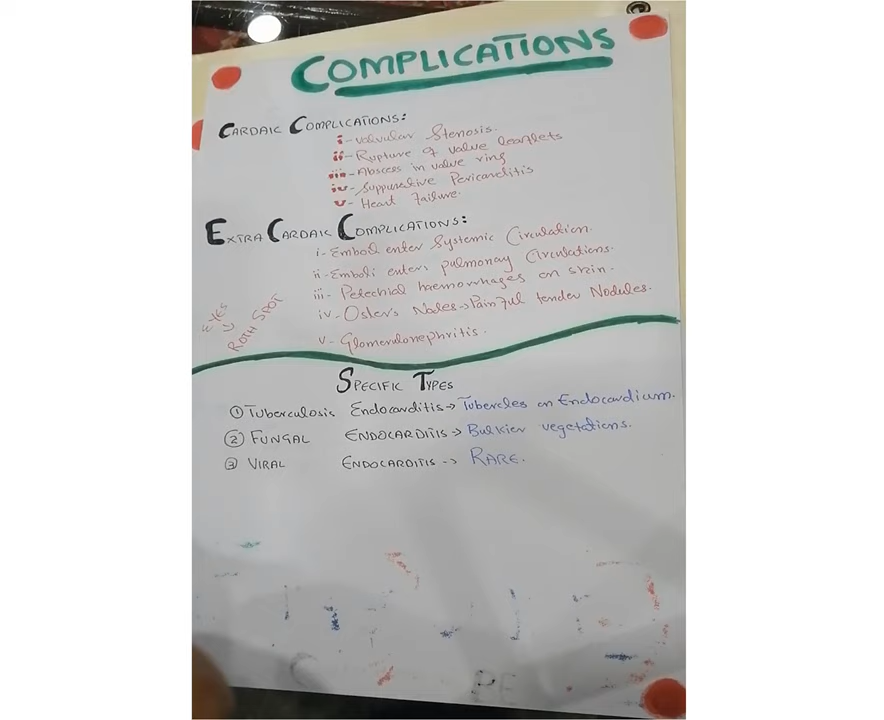 COMPLICATIONS
CARDAIC COMPLICATIONS:
i - valvular Stenosis.
ii - Rupture of valve leaflets
iii - Abscess in valve ring
iv - Suppurative Pericarditis
v - Heart Failure.
EXTRA CARDAIC COMPLICATIONS:
i - Emboli enter Systemic Circulation.
ii - Emboli enters pulmonary Circulations.
iii - Petechial haemorrhages on skin.
iv - Osler's Nodes → Painful tender Nodules.
EYES
ROTH SPOT
v - Glomerulonephritis.
SPECIFIC TYPES
① Tuberculosis Endocarditis → Tubercles on Endocardium.
② FUNGAL ENDOCARDITIS → Bulkier vegetations.
③ VIRAL ENDOCARDITIS --> RARE.